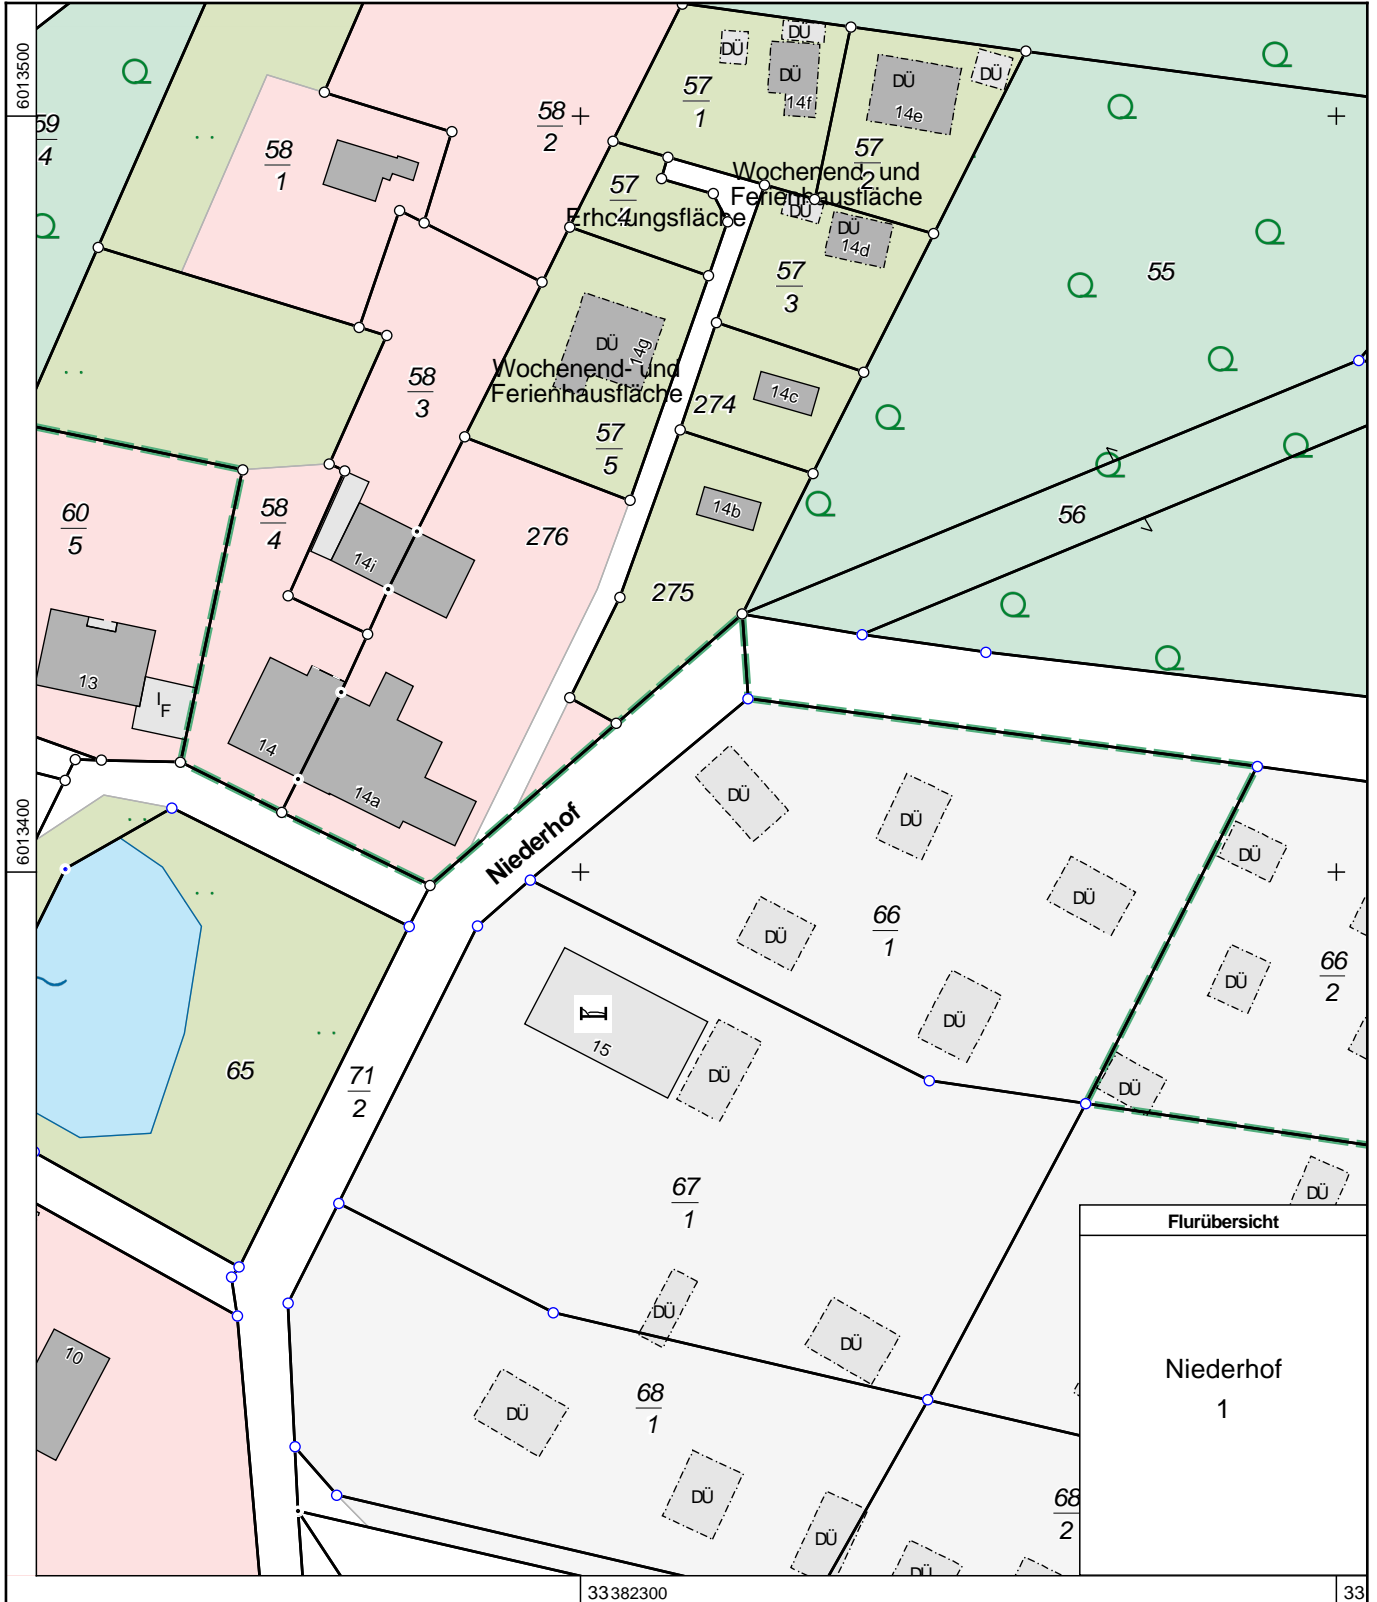 6013500
59
4
58
1
58
2
57
1
DÜ
DÜ
DÜ
14f
DÜ
14e
DÜ
57
2
Wochenend- und
Ferienhausfläche
57
4
Erholungsfläche
DÜ
DÜ
14d
57
3
55
DÜ
14g
Wochenend- und
Ferienhausfläche
58
3
57
5
14c
274
14b
275
56
60
5
58
4
14i
276
13
I
F
14
14a
6013400
Niederhof
DÜ
DÜ
DÜ
DÜ
DÜ
66
1
DÜ
66
2
DÜ
DÜ
15
DÜ
65
71
2
67
1
DÜ
DÜ
Flurübersicht
Niederhof
1
10
DÜ
DÜ
68
1
DÜ
DÜ
DÜ
68
2
DÜ
33382300
33